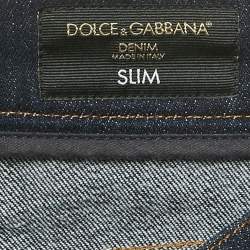 DOLCE & GABBANA
DENIM
MADE IN ITALY
SLIM